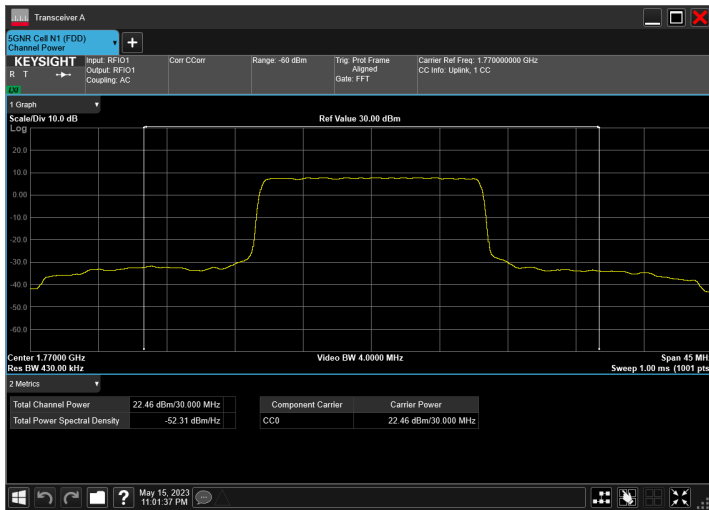 Transceiver A
5GNR Cell N1 (FDD)
Channel Power
KEYSIGHT
R T
LXI
Input: RFIO1
Output: RFIO1
Coupling: AC
Corr CCorr
Range: -60 dBm
Trig: Prot Frame
Aligned
Gate: FFT
Carrier Ref Freq: 1.770000000 GHz
CC Info: Uplink, 1 CC
1 Graph
Scale/Div 10.0 dB
Ref Value 30.00 dBm
Log
20.0
10.0
0.00
-10.0
-20.0
-30.0
-40.0
-50.0
-60.0
Center 1.77000 GHz
Video BW 4.0000 MHz
Span 45 MH
Res BW 430.00 kHz
Sweep 1.00 ms (1001 pts
2 Metrics
Total Channel Power 22.46 dBm/30.000 MHz
Total Power Spectral Density -52.31 dBm/Hz
Component Carrier Carrier Power
CC0 22.46 dBm/30.000 MHz
?
May 15, 2023
11:01:37 PM